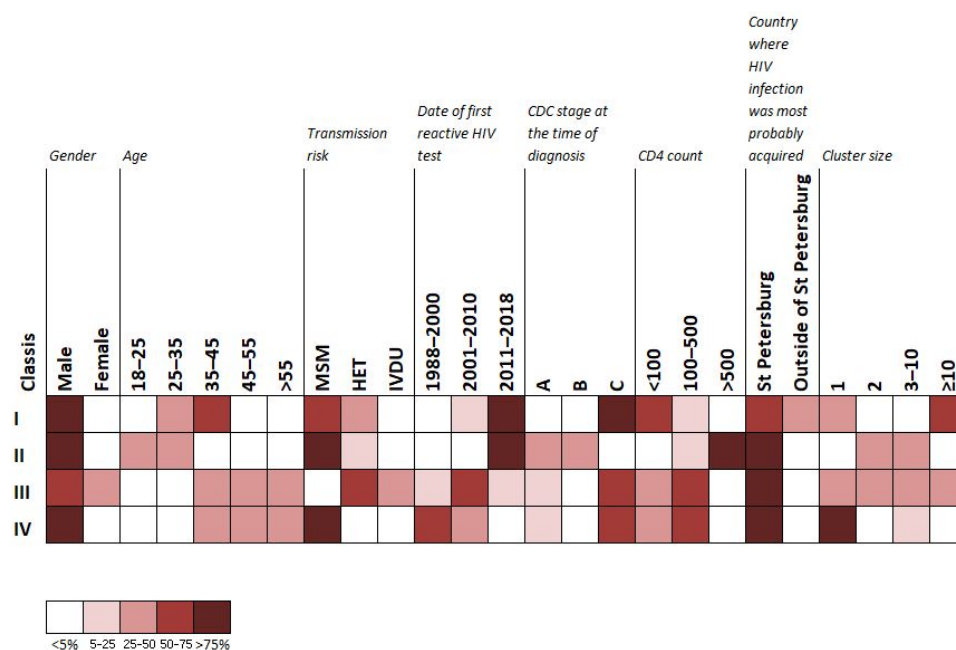 Country
where
HIV
infection
was most
probably
acquired
Date of first
reactive HIV
test
CDC stage at
the time of
diagnosis
Transmission
risk
Gender
Age
CD4 count
Cluster size
Classis
Male
Female
18–25
25–35
35–45
45–55
>55
MSM
HET
IVDU
1988–2000
2001–2010
2011–2018
A
B
C
<100
100–500
>500
St Petersburg
Outside of St Petersburg
1
2
3–10
≥10
I
II
III
IV
<5% 5-25 25-50 50-75 >75%